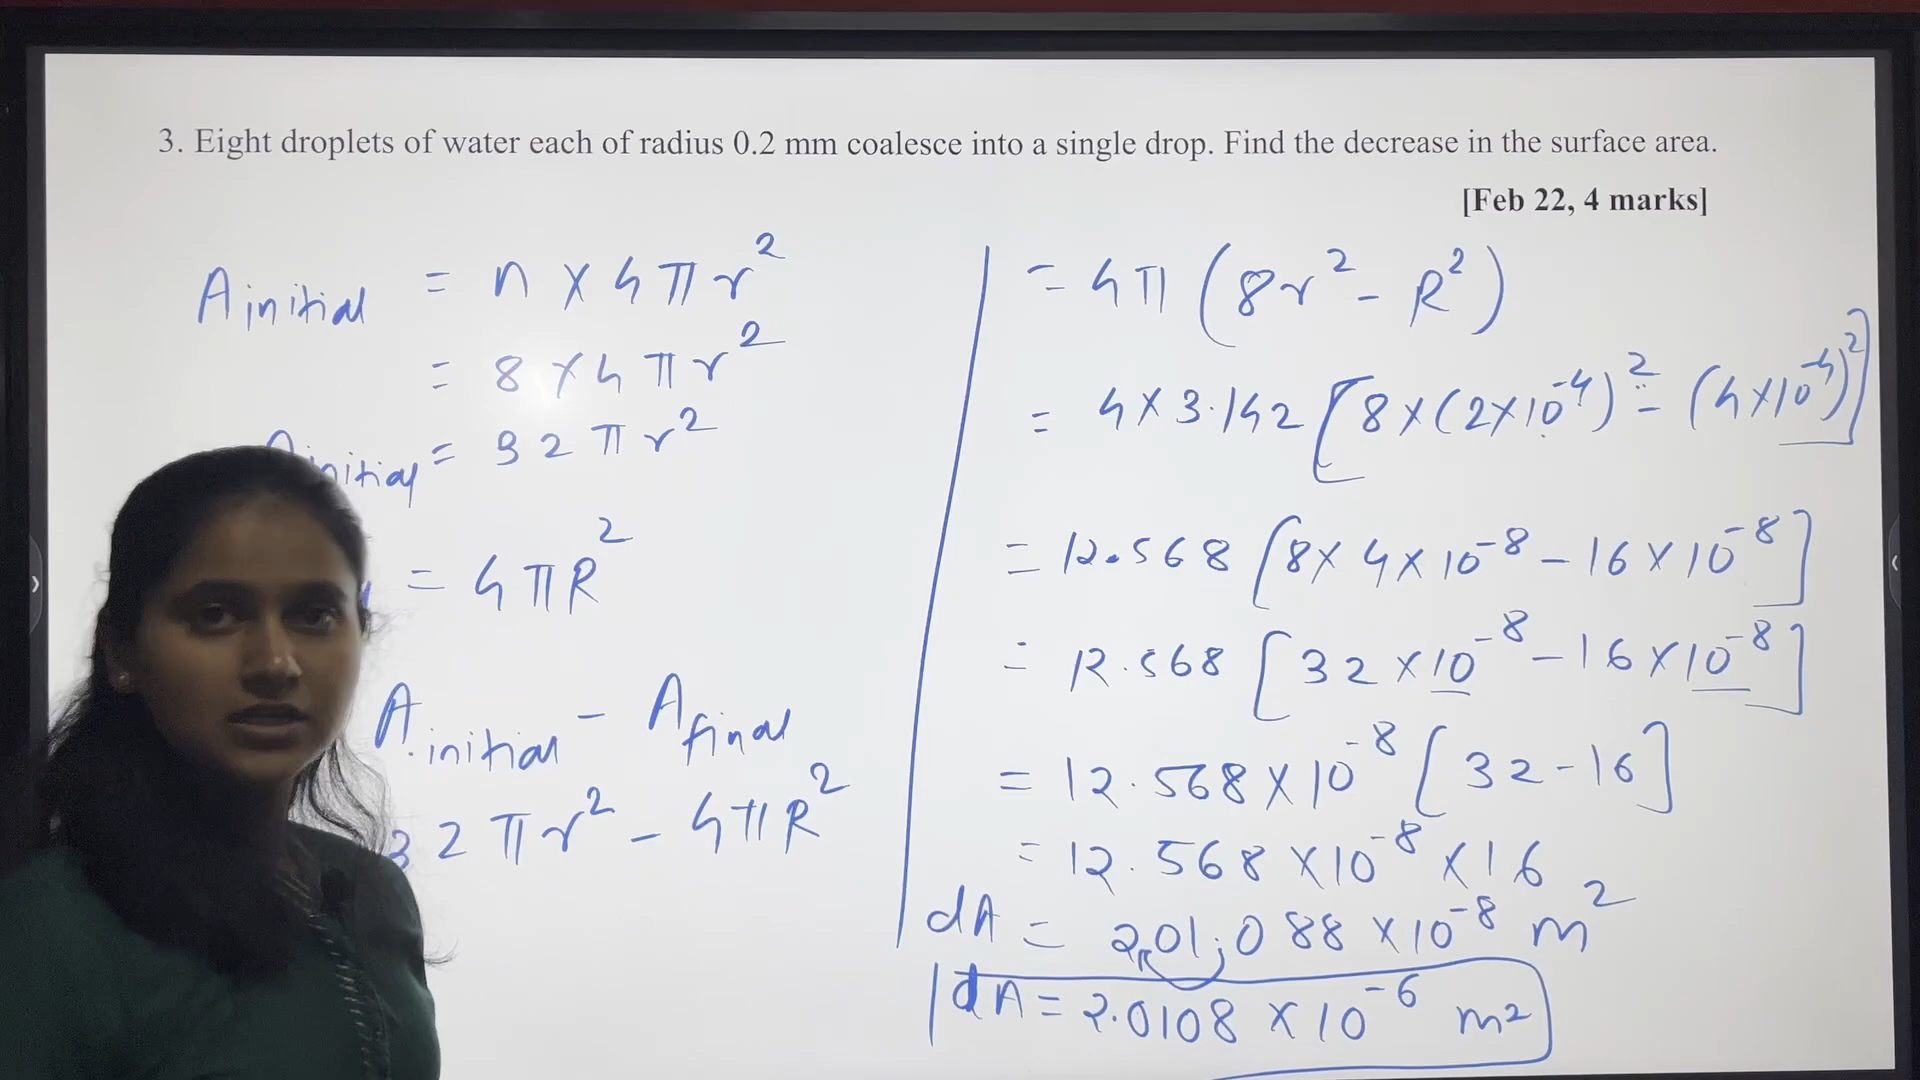 3. Eight droplets of water each of radius 0.2 mm coalesce into a single drop. Find the decrease in the surface area.
[Feb 22, 4 marks]
A initial = n × 4πr²
= 8 × 4πr²
initial = 32πr²
= 4πR²
A initial − A final
32πr² − 4πR²
= 4π (8r² − R²)
= 4 × 3.142 [8 × (2×10⁻⁴)² − (4×10⁻⁴)²]
= 12.568 [8 × 4 × 10⁻⁸ − 16 × 10⁻⁸]
= 12.568 [32 × 10⁻⁸ − 16 × 10⁻⁸]
= 12.568 × 10⁻⁸ [32 − 16]
= 12.568 × 10⁻⁸ × 16
dA = 201.088 × 10⁻⁸ m²
dA = 2.0108 × 10⁻⁶ m²